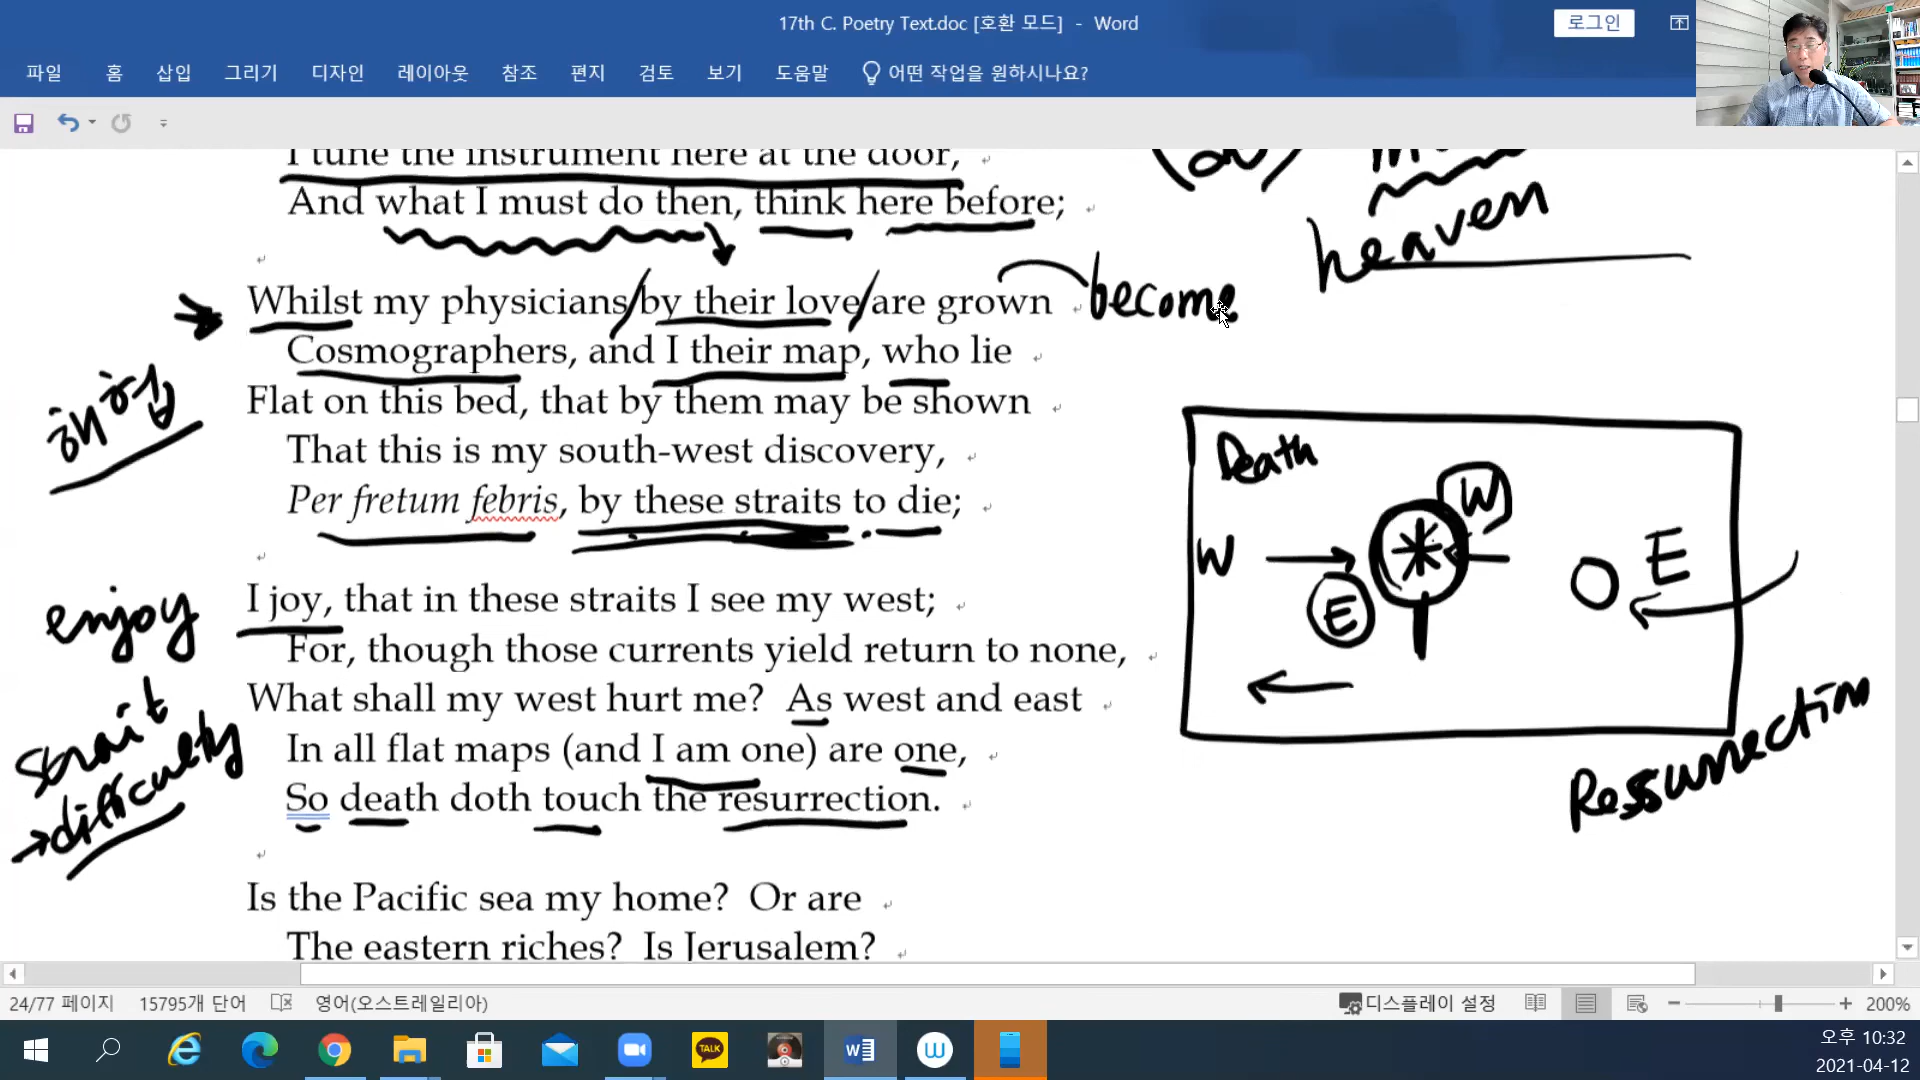 17th C. Poetry Text.doc [호환 모드] - Word
로그인
파일 홈 삽입 그리기 디자인 레이아웃 참조 편지 검토 보기 도움말 어떤 작업을 원하시나요?
I tune the instrument here at the door,
And what I must do then, think here before;
heaven
Whilst my physicians by their love are grown
become
Cosmographers, and I their map, who lie
Flat on this bed, that by them may be shown
That this is my south-west discovery,
Per fretum febris, by these straits to die;
해협
Death
W
W
E
E
I joy, that in these straits I see my west;
enjoy
For, though those currents yield return to none,
What shall my west hurt me? As west and east
In all flat maps (and I am one) are one,
So death doth touch the resurrection.
strait
difficulty
Ressurrection
Is the Pacific sea my home? Or are
The eastern riches? Is Jerusalem?
24/77 페이지 15795개 단어 영어(오스트레일리아) 디스플레이 설정 200%
TALK
오후 10:32
2021-04-12